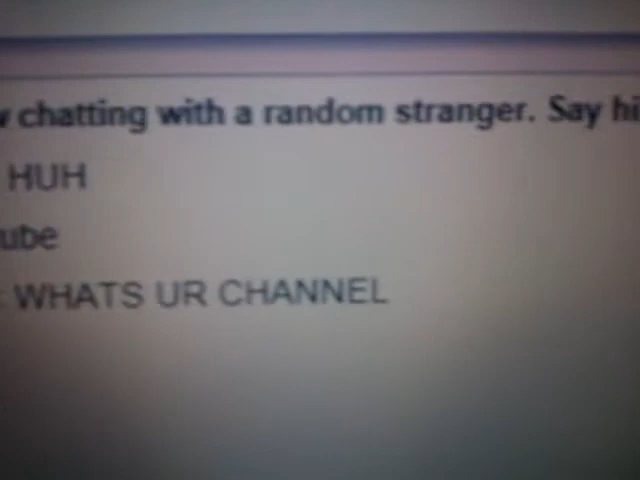 chatting with a random stranger. Say hi
HUH
ube
: WHATS UR CHANNEL